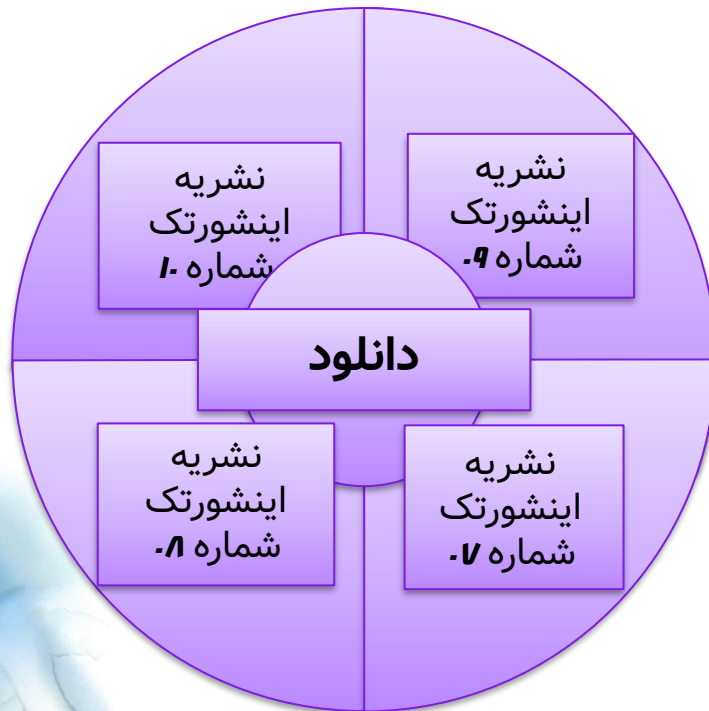 نشریه
اینشورتک
شماره ۰۹
نشریه
اینشورتک
شماره ۱۰
دانلود
نشریه
اینشورتک
شماره ۰۷
نشریه
اینشورتک
شماره ۰۸